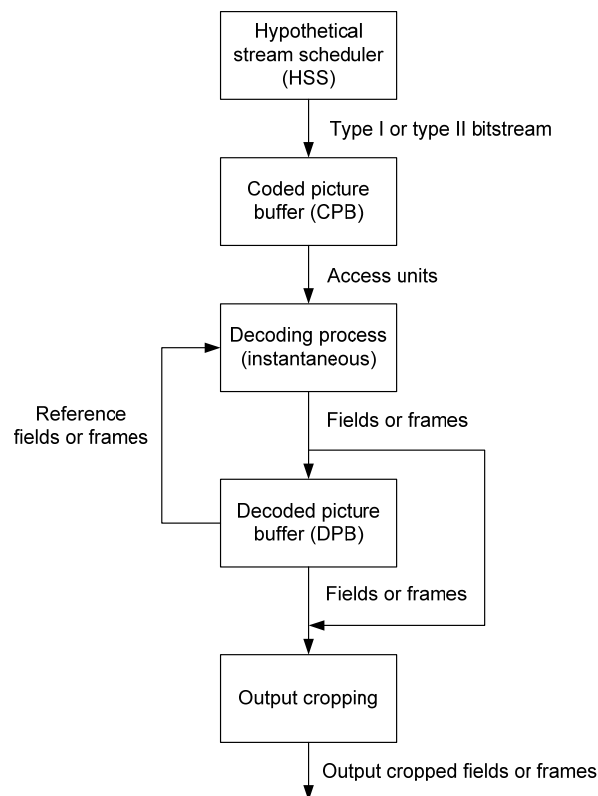 Hypothetical
stream scheduler
(HSS)
Type I or type II bitstream
Coded picture
buffer (CPB)
Access units
Decoding process
(instantaneous)
Reference
fields or frames
Fields or frames
Decoded picture
buffer (DPB)
Fields or frames
Output cropping
Output cropped fields or frames